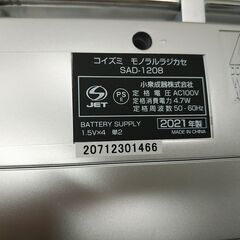 コイズミ モノラルラジカセ
SAD-1208
小泉成器株式会社
定格電圧 AC100V
定格消費電力 4.7W
定格周波数 50-60Hz
PS
E
S
JET
BATTERY SUPPLY
1.5V×4 単2
2021年製
MADE IN CHINA
20712301466